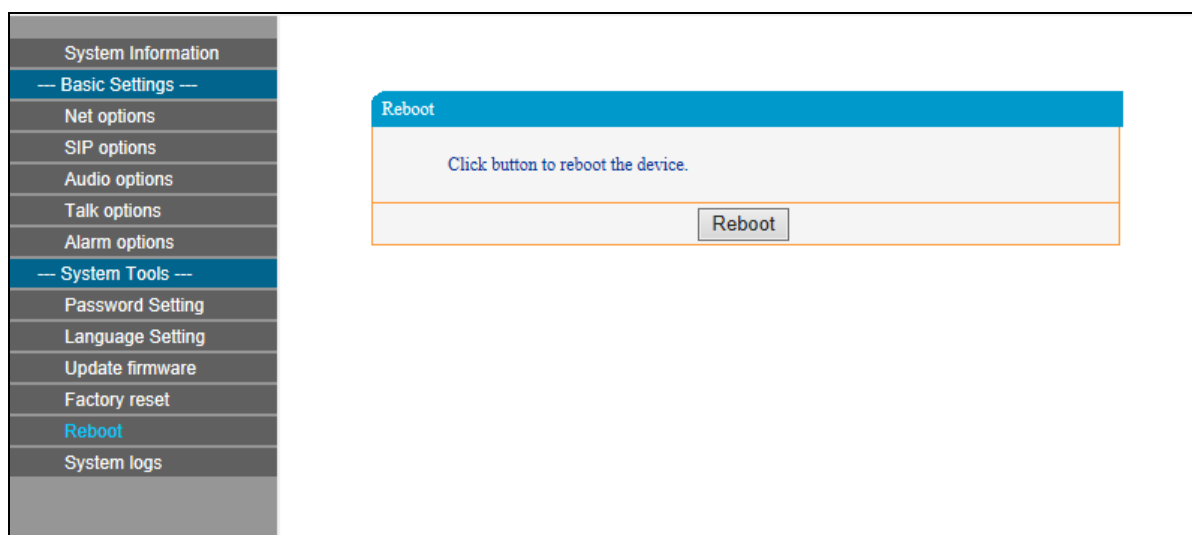 System Information
--- Basic Settings ---
Net options
SIP options
Audio options
Talk options
Alarm options
--- System Tools ---
Password Setting
Language Setting
Update firmware
Factory reset
Reboot
System logs
Reboot
Click button to reboot the device.
Reboot